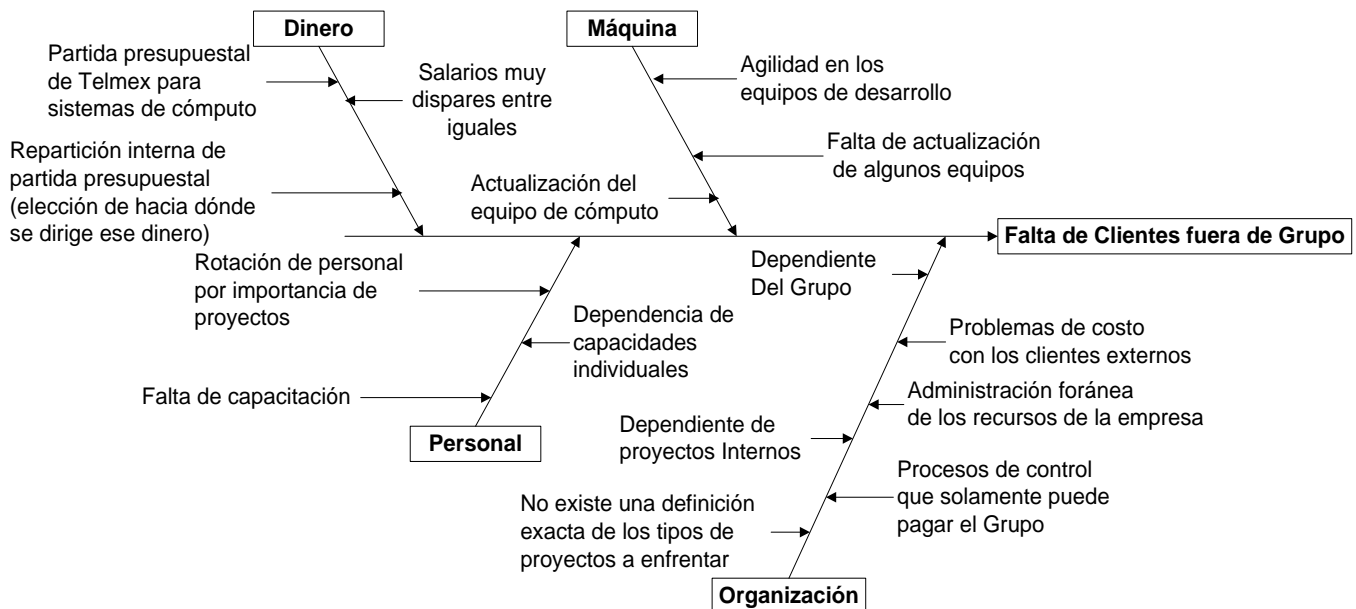 Dinero
Máquina
Partida presupuestal
de Telmex para
sistemas de cómputo
Salarios muy
dispares entre
iguales
Agilidad en los
equipos de desarrollo
Repartición interna de
partida presupuestal
(elección de hacia dónde
se dirige ese dinero)
Actualización del
equipo de cómputo
Falta de actualización
de algunos equipos
Falta de Clientes fuera de Grupo
Rotación de personal
por importancia de
proyectos
Dependencia de
capacidades
individuales
Falta de capacitación
Personal
Dependiente
Del Grupo
Problemas de costo
con los clientes externos
Administración foránea
de los recursos de la empresa
Dependiente de
proyectos Internos
Procesos de control
que solamente puede
pagar el Grupo
No existe una definición
exacta de los tipos de
proyectos a enfrentar
Organización